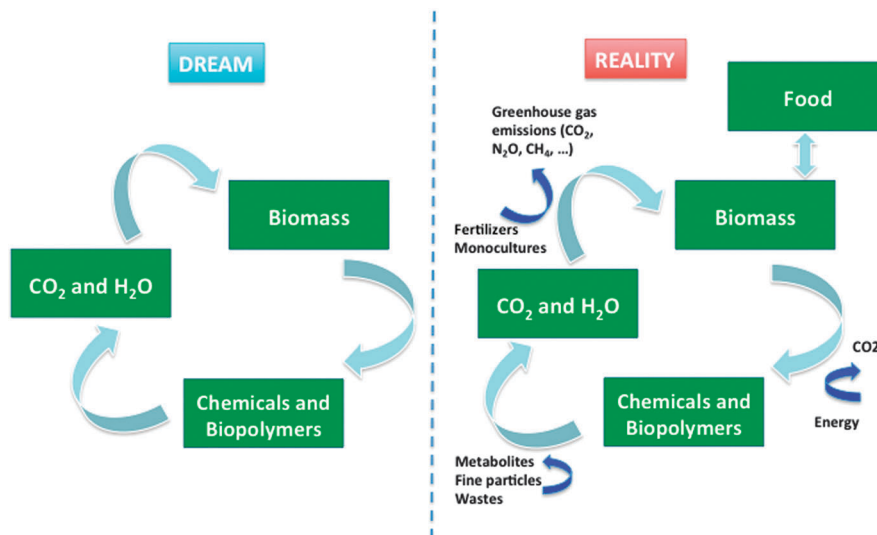 DREAM
Biomass
CO₂ and H₂O
Chemicals and
Biopolymers
REALITY
Food
Greenhouse gas
emissions (CO₂,
N₂O, CH₄, ...)
Biomass
Fertilizers
Monocultures
CO₂ and H₂O
CO2
Chemicals and
Biopolymers
Energy
Metabolites
Fine particles
Wastes